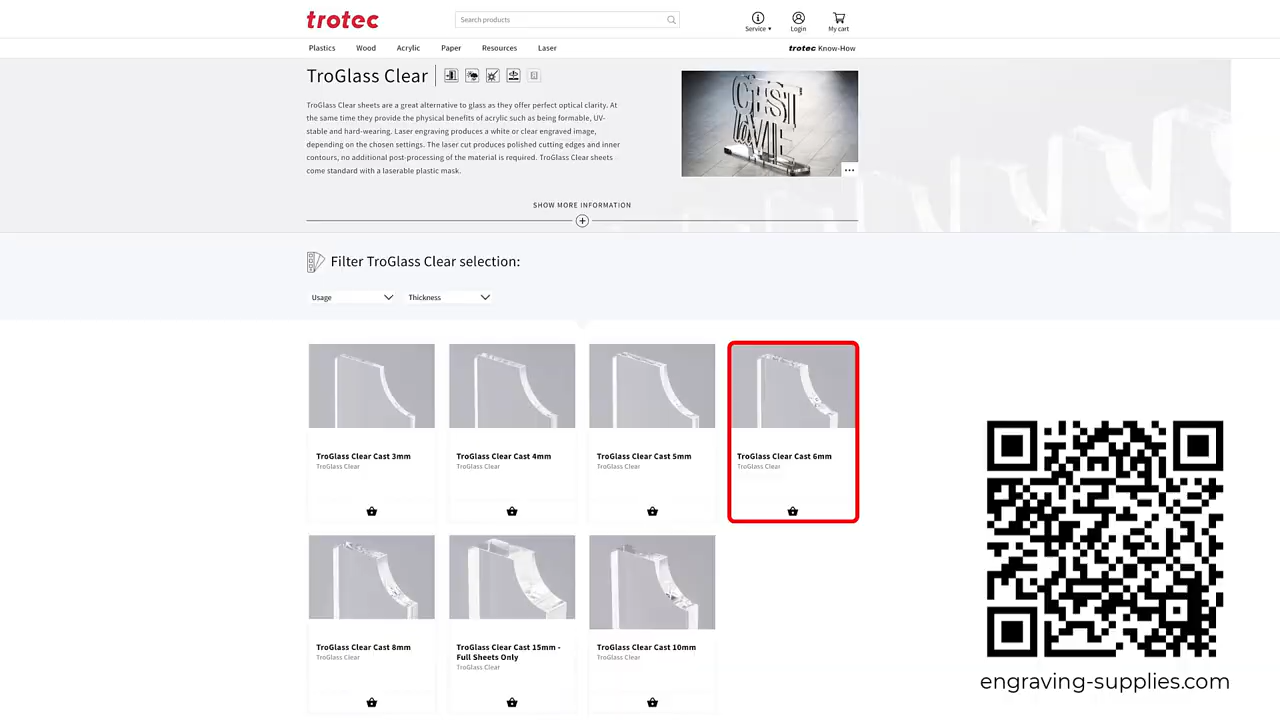 trotec
Search products
Service ▾
Login
My cart
Plastics
Wood
Acrylic
Paper
Resources
Laser
trotec Know-How
TroGlass Clear
TroGlass Clear sheets are a great alternative to glass as they offer perfect optical clarity. At
the same time they provide the physical benefits of acrylic such as being formable, UV-
stable and hard-wearing. Laser engraving produces a white or clear engraved image,
depending on the chosen settings. The laser cut produces polished cutting edges and inner
contours, no additional post-processing of the material is required. TroGlass Clear sheets
come standard with a laserable plastic mask.
C'EST
la
VIE
SHOW MORE INFORMATION
Filter TroGlass Clear selection:
Usage
Thickness
TroGlass Clear Cast 3mm
TroGlass Clear
TroGlass Clear Cast 4mm
TroGlass Clear
TroGlass Clear Cast 5mm
TroGlass Clear
TroGlass Clear Cast 6mm
TroGlass Clear
TroGlass Clear Cast 8mm
TroGlass Clear
TroGlass Clear Cast 15mm -
Full Sheets Only
TroGlass Clear
TroGlass Clear Cast 10mm
TroGlass Clear
engraving-supplies.com